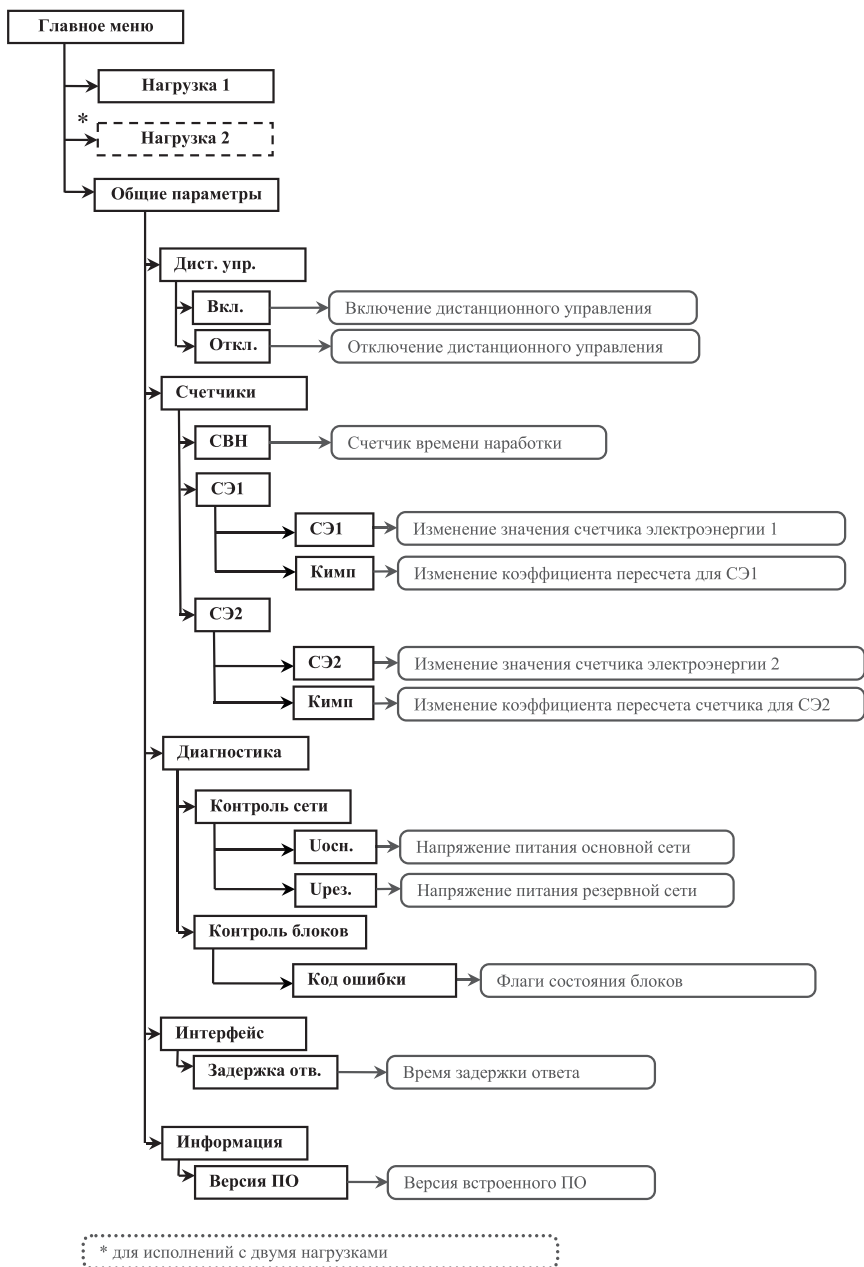 Главное меню
Нагрузка 1
*
Нагрузка 2
Общие параметры
Дист. упр.
Вкл.
Включение дистанционного управления
Откл.
Отключение дистанционного управления
Счетчики
СВН
Счетчик времени наработки
СЭ1
СЭ1
Изменение значения счетчика электроэнергии 1
Кимп
Изменение коэффициента пересчета для СЭ1
СЭ2
СЭ2
Изменение значения счетчика электроэнергии 2
Кимп
Изменение коэффициента пересчета счетчика для СЭ2
Диагностика
Контроль сети
Uосн.
Напряжение питания основной сети
Uрез.
Напряжение питания резервной сети
Контроль блоков
Код ошибки
Флаги состояния блоков
Интерфейс
Задержка отв.
Время задержки ответа
Информация
Версия ПО
Версия встроенного ПО
* для исполнений с двумя нагрузками